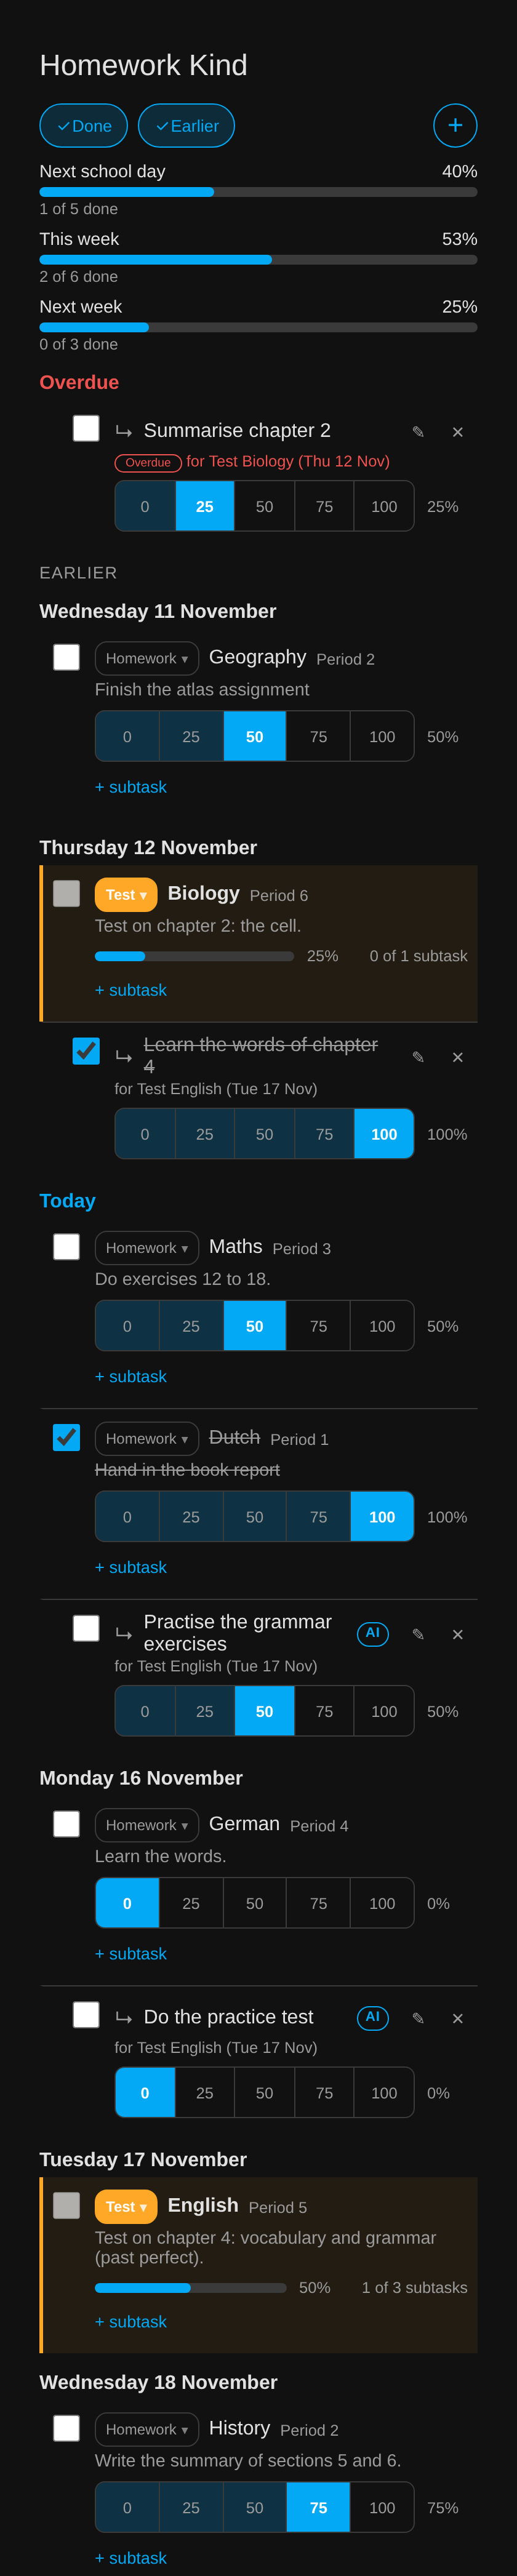 Homework Kind
✓Done ✓Earlier +
Next school day 40%
1 of 5 done
This week 53%
2 of 6 done
Next week 25%
0 of 3 done
Overdue
↳ Summarise chapter 2 ✎ ✕
Overdue for Test Biology (Thu 12 Nov)
0 25 50 75 100 25%
EARLIER
Wednesday 11 November
Homework ▾ Geography Period 2
Finish the atlas assignment
0 25 50 75 100 50%
+ subtask
Thursday 12 November
Test ▾ Biology Period 6
Test on chapter 2: the cell.
25% 0 of 1 subtask
+ subtask
↳ Learn the words of chapter
4 ✎ ✕
for Test English (Tue 17 Nov)
0 25 50 75 100 100%
Today
Homework ▾ Maths Period 3
Do exercises 12 to 18.
0 25 50 75 100 50%
+ subtask
Homework ▾ Dutch Period 1
Hand in the book report
0 25 50 75 100 100%
+ subtask
↳ Practise the grammar
exercises AI ✎ ✕
for Test English (Tue 17 Nov)
0 25 50 75 100 50%
Monday 16 November
Homework ▾ German Period 4
Learn the words.
0 25 50 75 100 0%
+ subtask
↳ Do the practice test AI ✎ ✕
for Test English (Tue 17 Nov)
0 25 50 75 100 0%
Tuesday 17 November
Test ▾ English Period 5
Test on chapter 4: vocabulary and grammar
(past perfect).
50% 1 of 3 subtasks
+ subtask
Wednesday 18 November
Homework ▾ History Period 2
Write the summary of sections 5 and 6.
0 25 50 75 100 75%
+ subtask